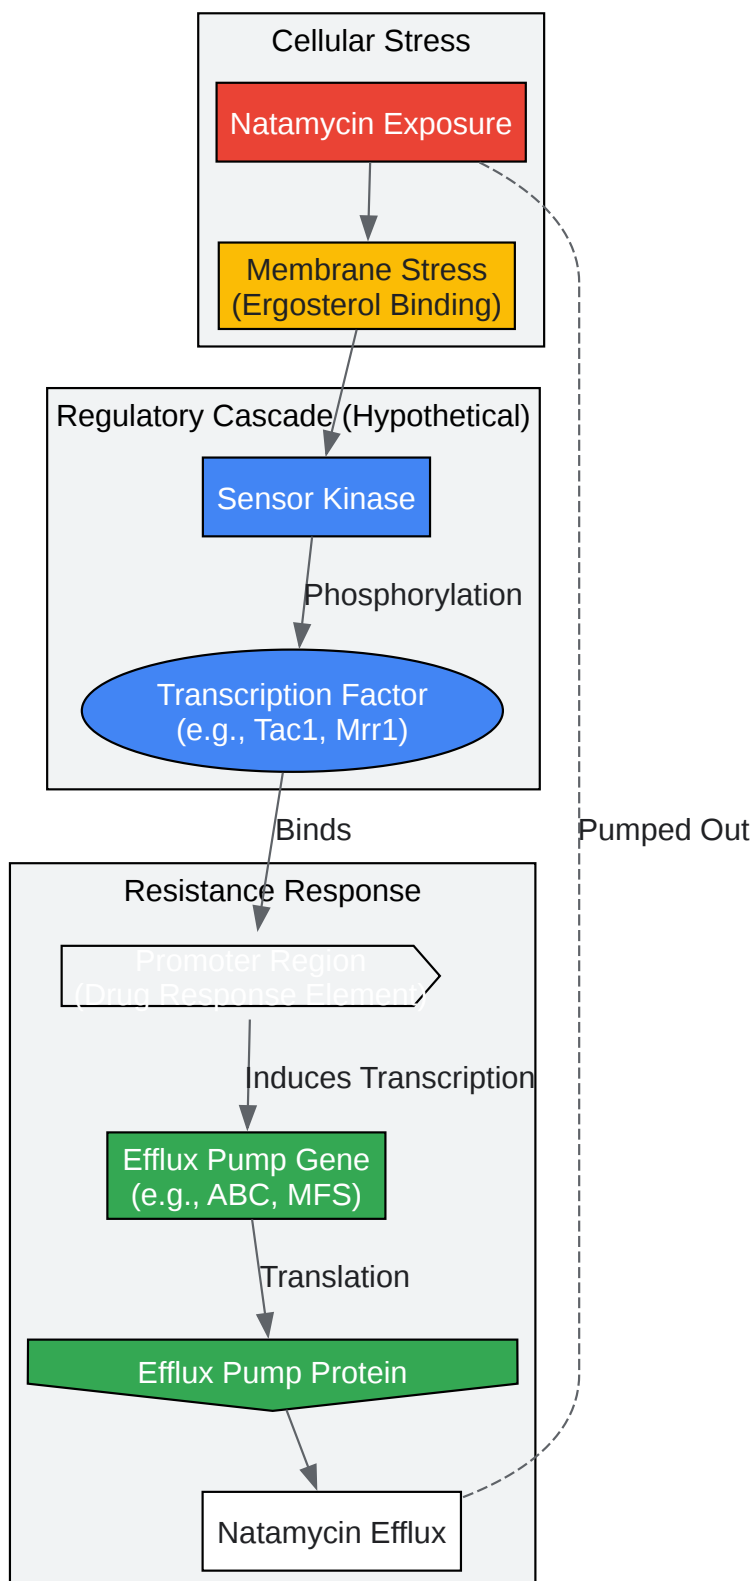 Cellular Stress
Natamycin Exposure
Membrane Stress
(Ergosterol Binding)
Regulatory Cascade (Hypothetical)
Sensor Kinase
Phosphorylation
Transcription Factor
(e.g., Tac1, Mrr1)
Binds
Pumped Out
Resistance Response
Promoter Region
(Drug Response Element)
Induces Transcription
Efflux Pump Gene
(e.g., ABC, MFS)
Translation
Efflux Pump Protein
Natamycin Efflux